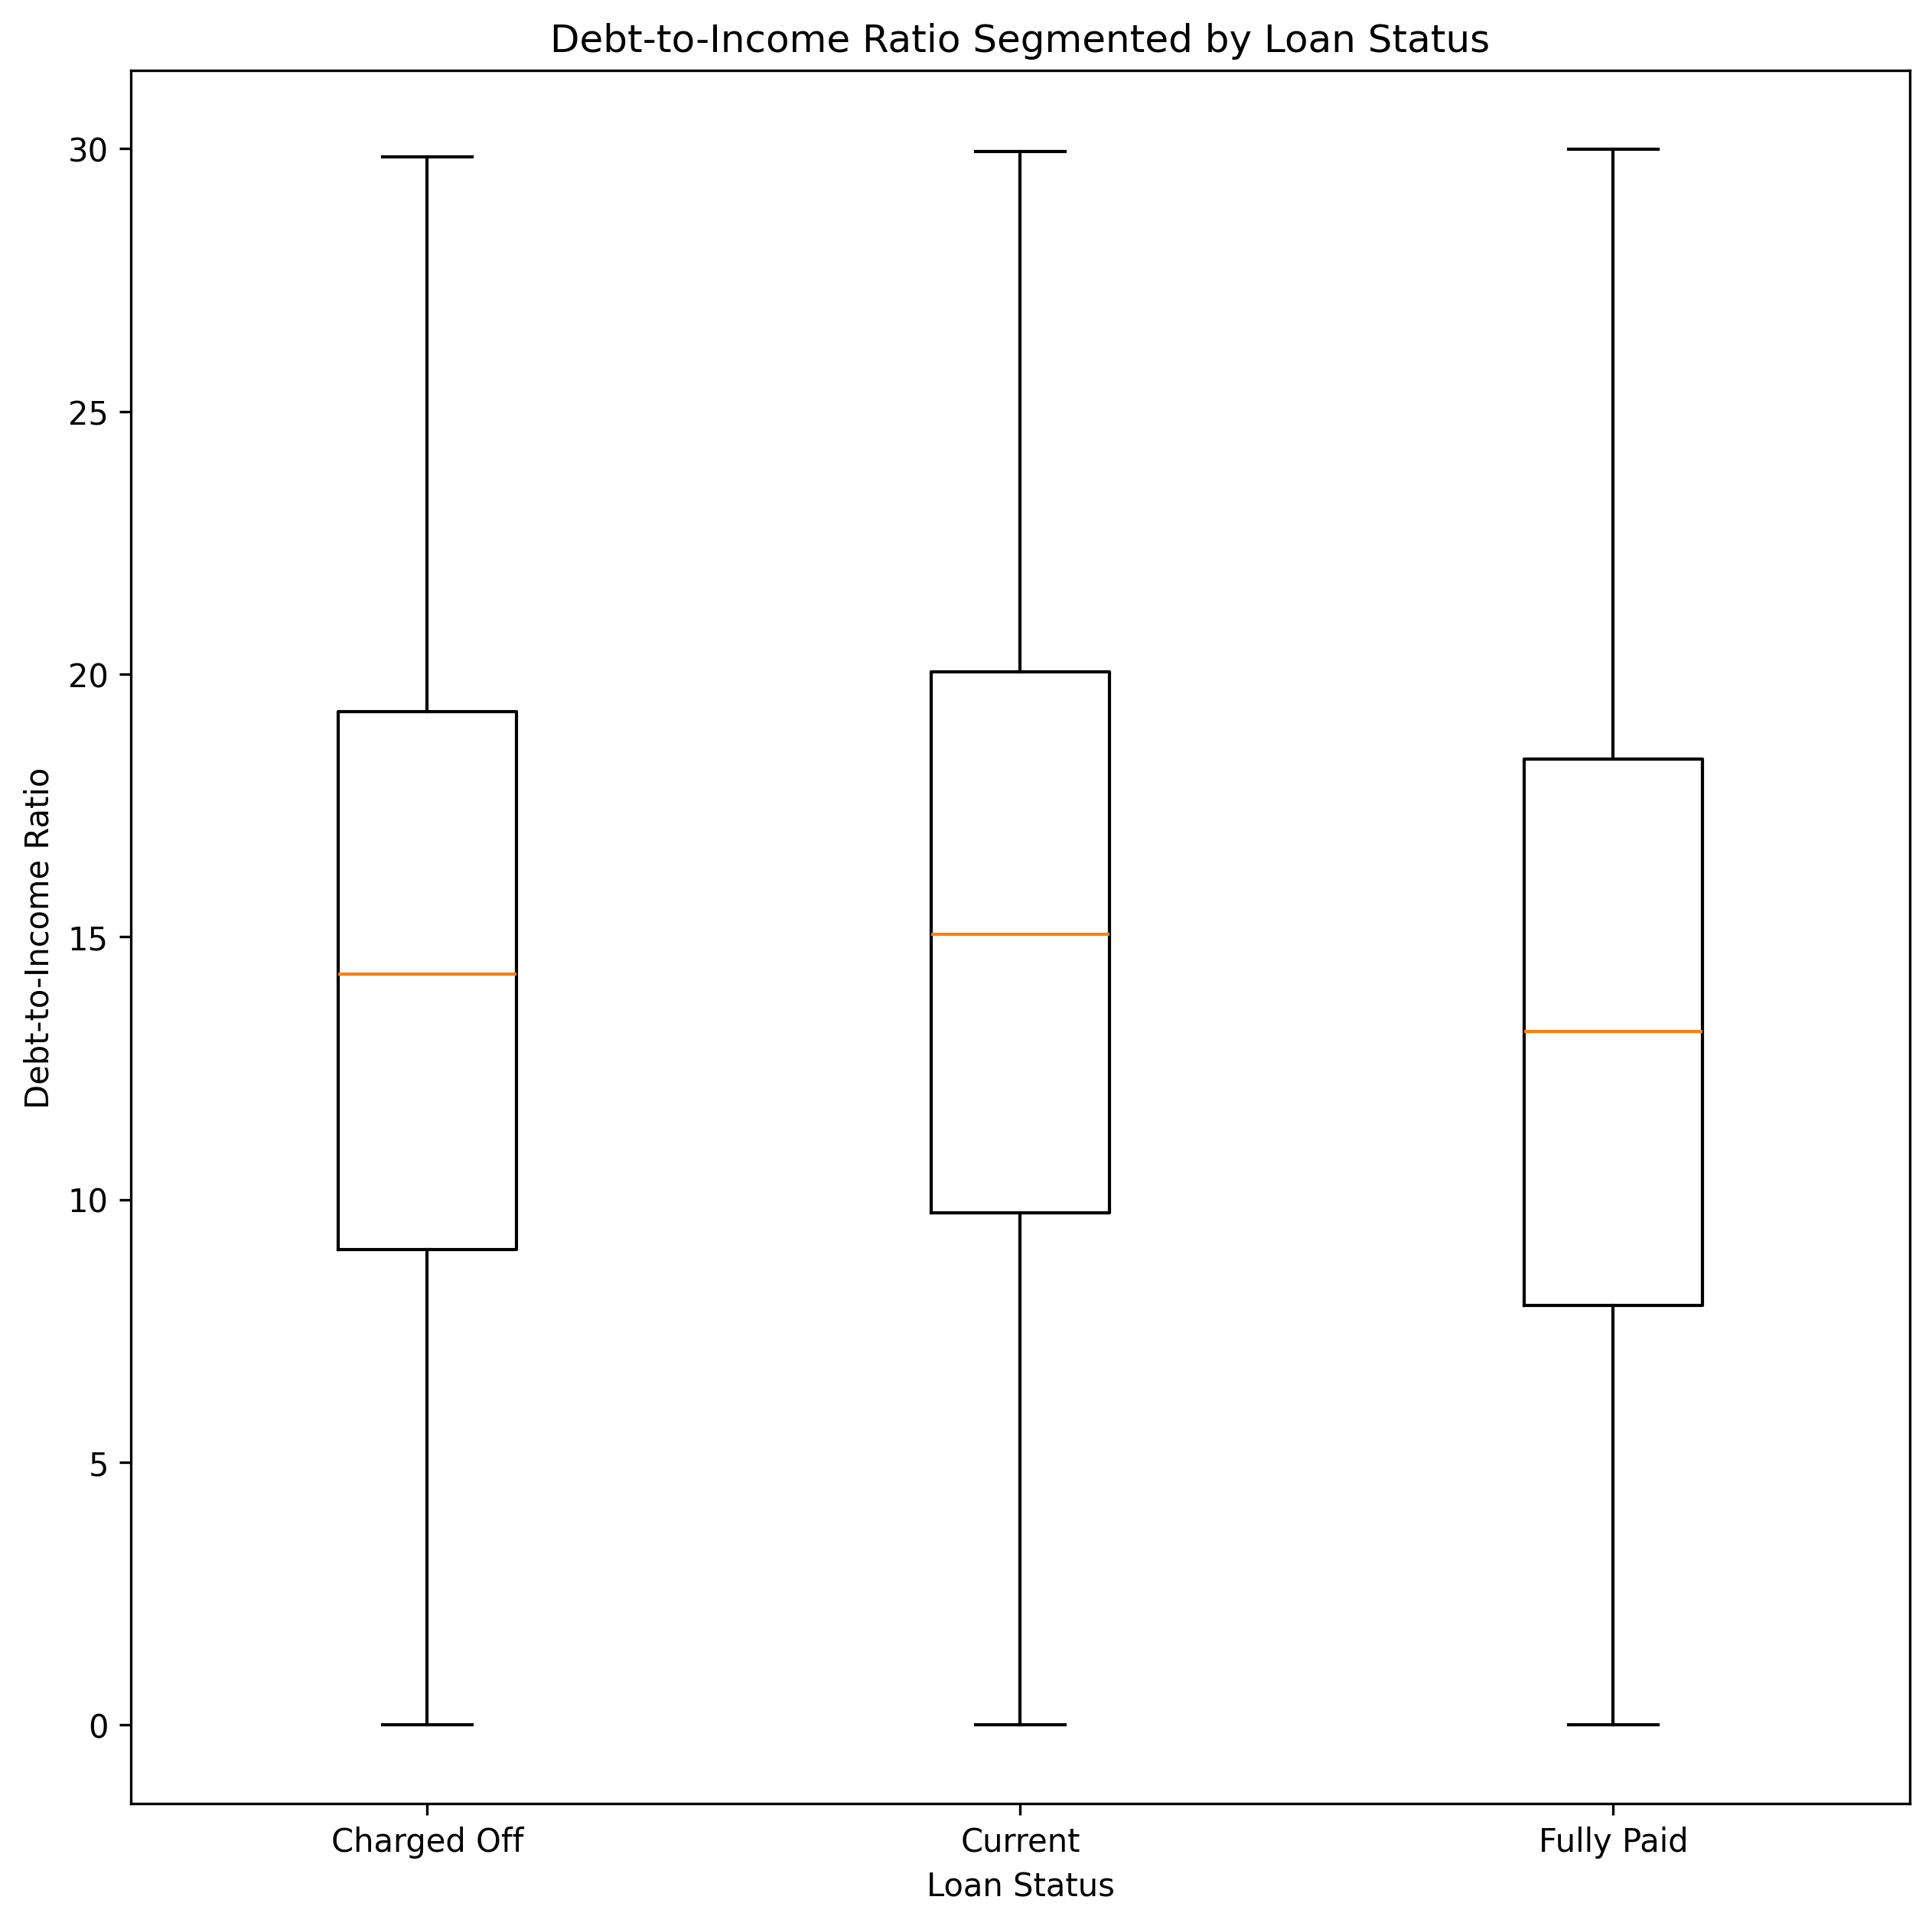 Debt-to-Income Ratio Segmented by Loan Status
Debt-to-Income Ratio
30
25
20
15
10
5
0
Charged Off
Current
Fully Paid
Loan Status